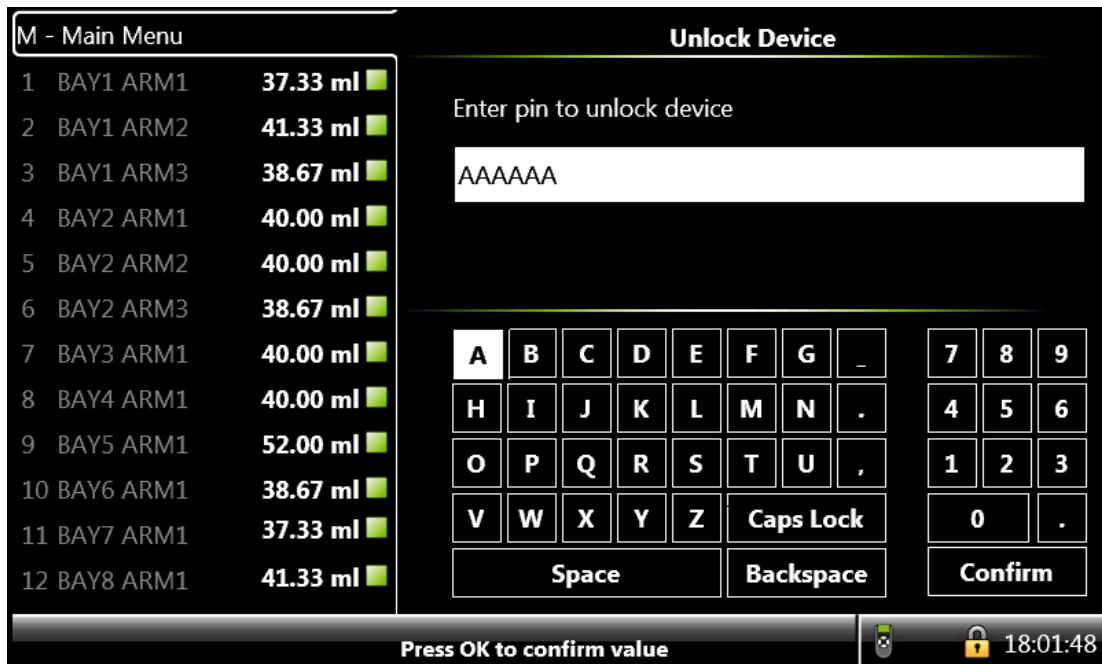 M - Main Menu
1 BAY1 ARM1 37.33 ml
2 BAY1 ARM2 41.33 ml
3 BAY1 ARM3 38.67 ml
4 BAY2 ARM1 40.00 ml
5 BAY2 ARM2 40.00 ml
6 BAY2 ARM3 38.67 ml
7 BAY3 ARM1 40.00 ml
8 BAY4 ARM1 40.00 ml
9 BAY5 ARM1 52.00 ml
10 BAY6 ARM1 38.67 ml
11 BAY7 ARM1 37.33 ml
12 BAY8 ARM1 41.33 ml
Unlock Device
Enter pin to unlock device
AAAAAA
A B C D E F G _ 7 8 9
H I J K L M N . 4 5 6
O P Q R S T U , 1 2 3
V W X Y Z Caps Lock 0 .
Space Backspace Confirm
Press OK to confirm value 18:01:48